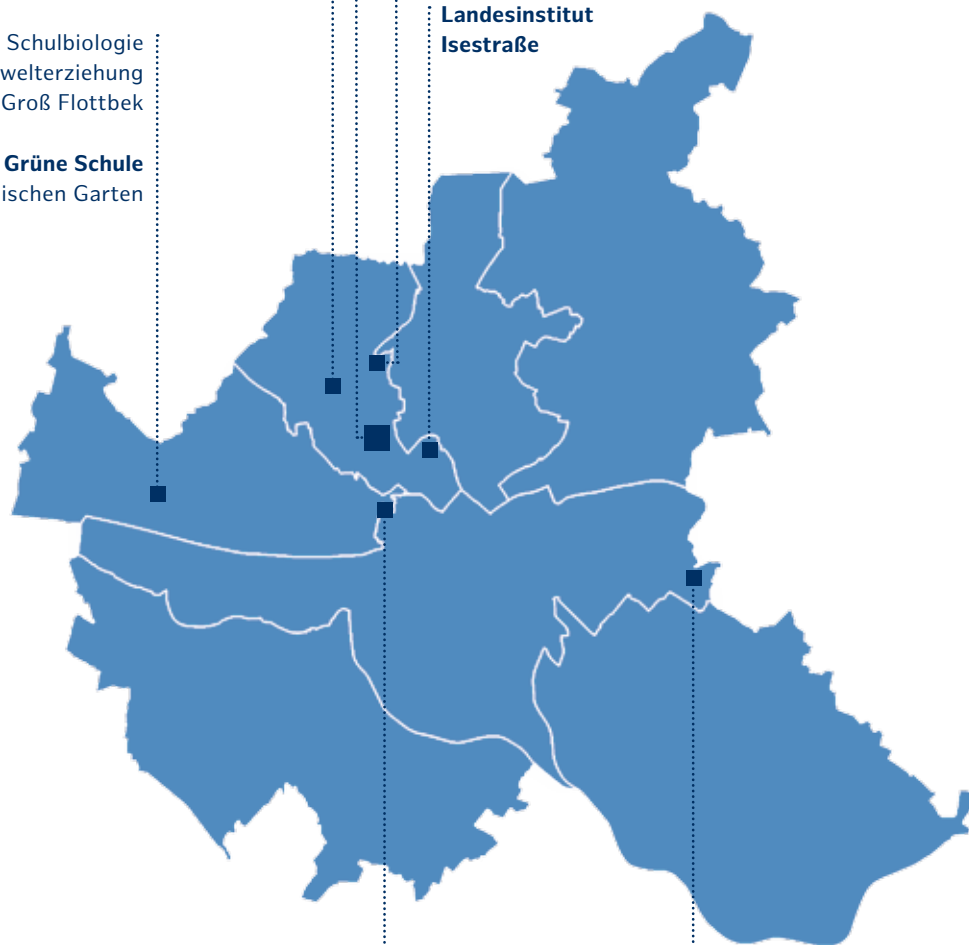 Schulbiologie
welterziehung
Groß Flottbek
Grüne Schule
ischen Garten
Landesinstitut
Isestraße